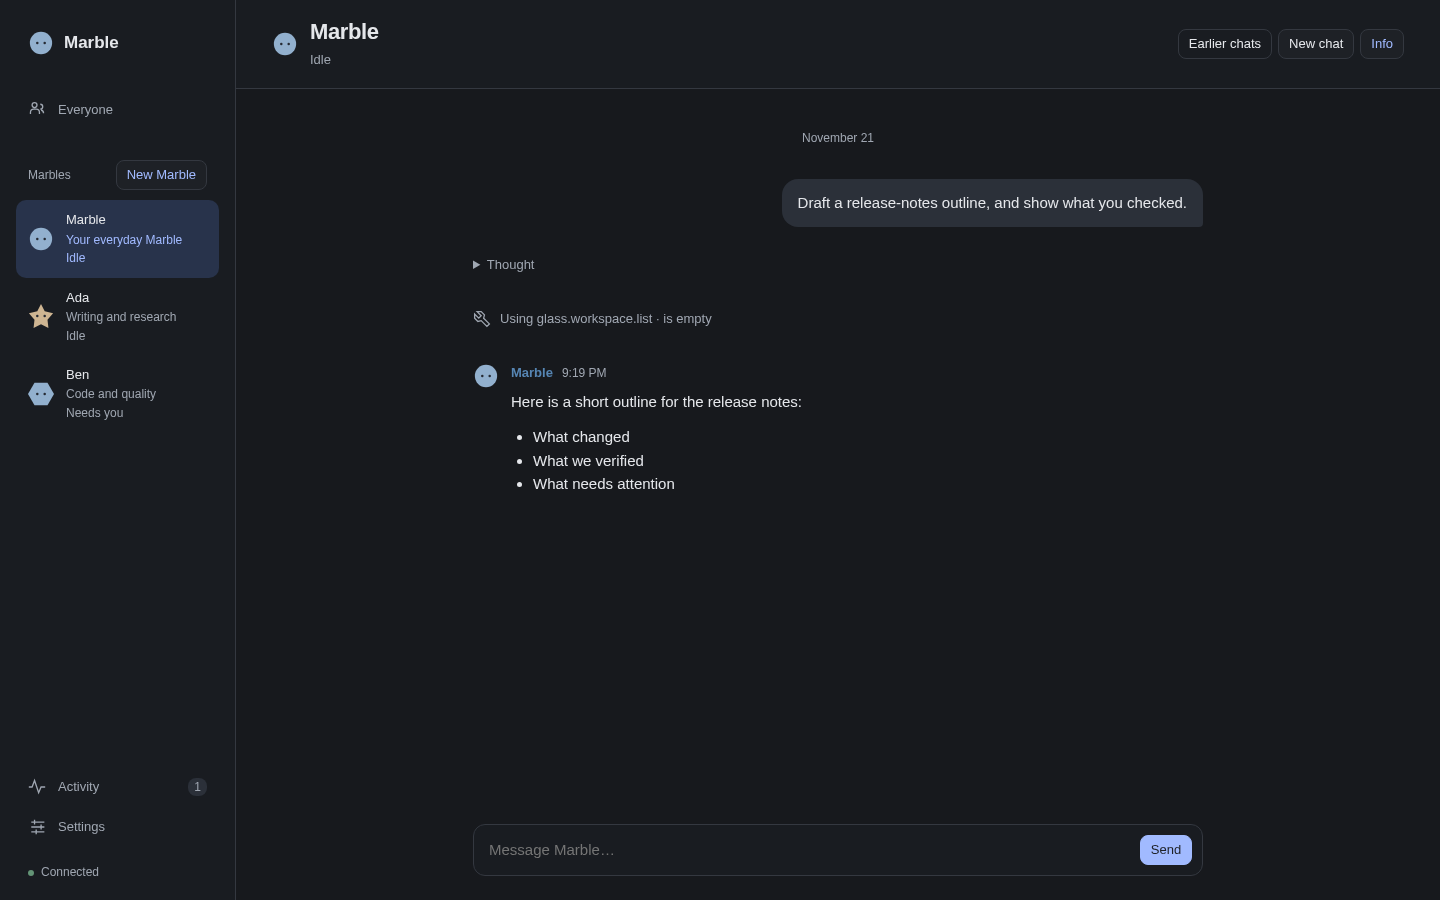 Marble
Everyone
Marbles
New Marble
Marble
Your everyday Marble
Idle
Ada
Writing and research
Idle
Ben
Code and quality
Needs you
Activity
1
Settings
Connected
Marble
Idle
Earlier chats
New chat
Info
November 21
Draft a release-notes outline, and show what you checked.
Thought
Using glass.workspace.list · is empty
Marble 9:19 PM
Here is a short outline for the release notes:
What changed
What we verified
What needs attention
Message Marble…
Send